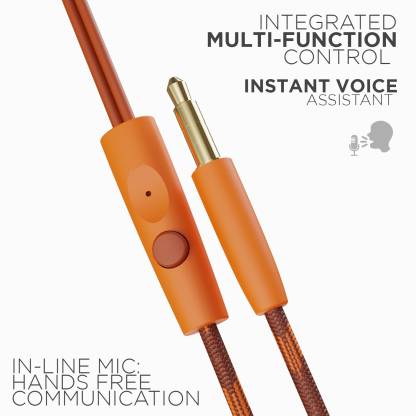 INTEGRATED
MULTI-FUNCTION
CONTROL
INSTANT VOICE
ASSISTANT
IN-LINE MIC:
HANDS FREE
COMMUNICATION